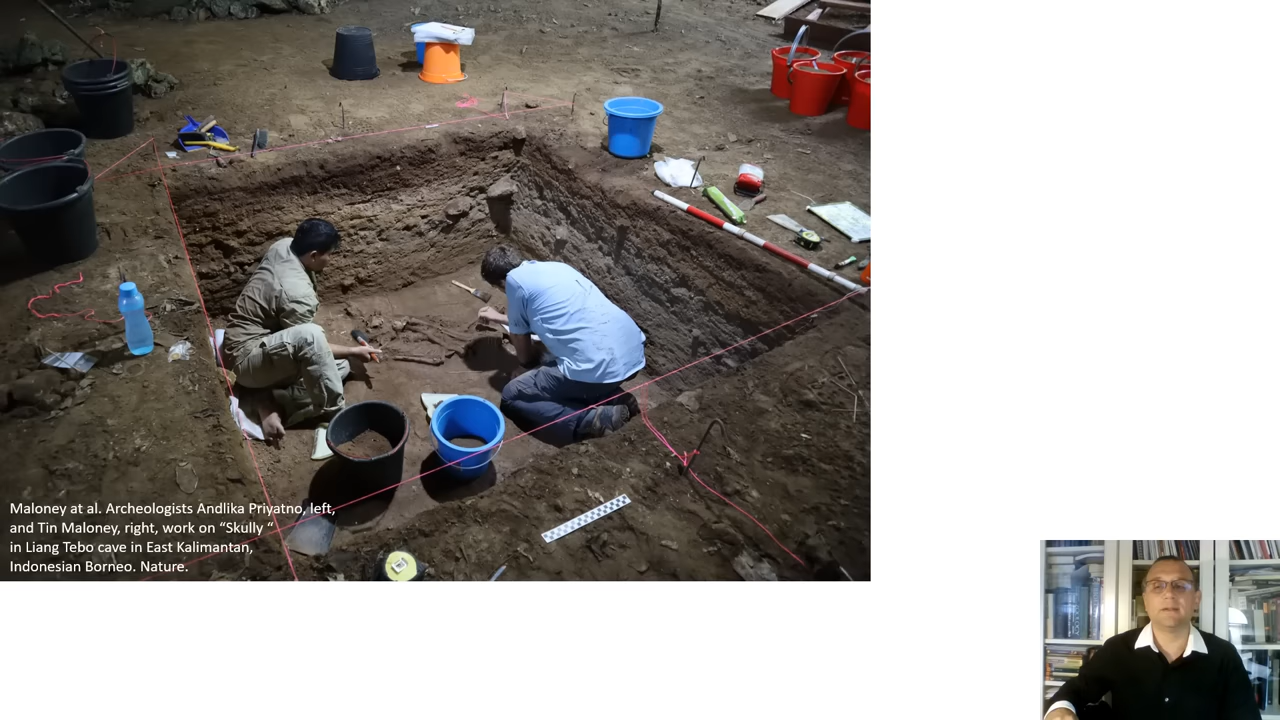 Maloney at al. Archeologists Andlika Priyatno, left,
and Tin Maloney, right, work on “Skully “
in Liang Tebo cave in East Kalimantan,
Indonesian Borneo. Nature.